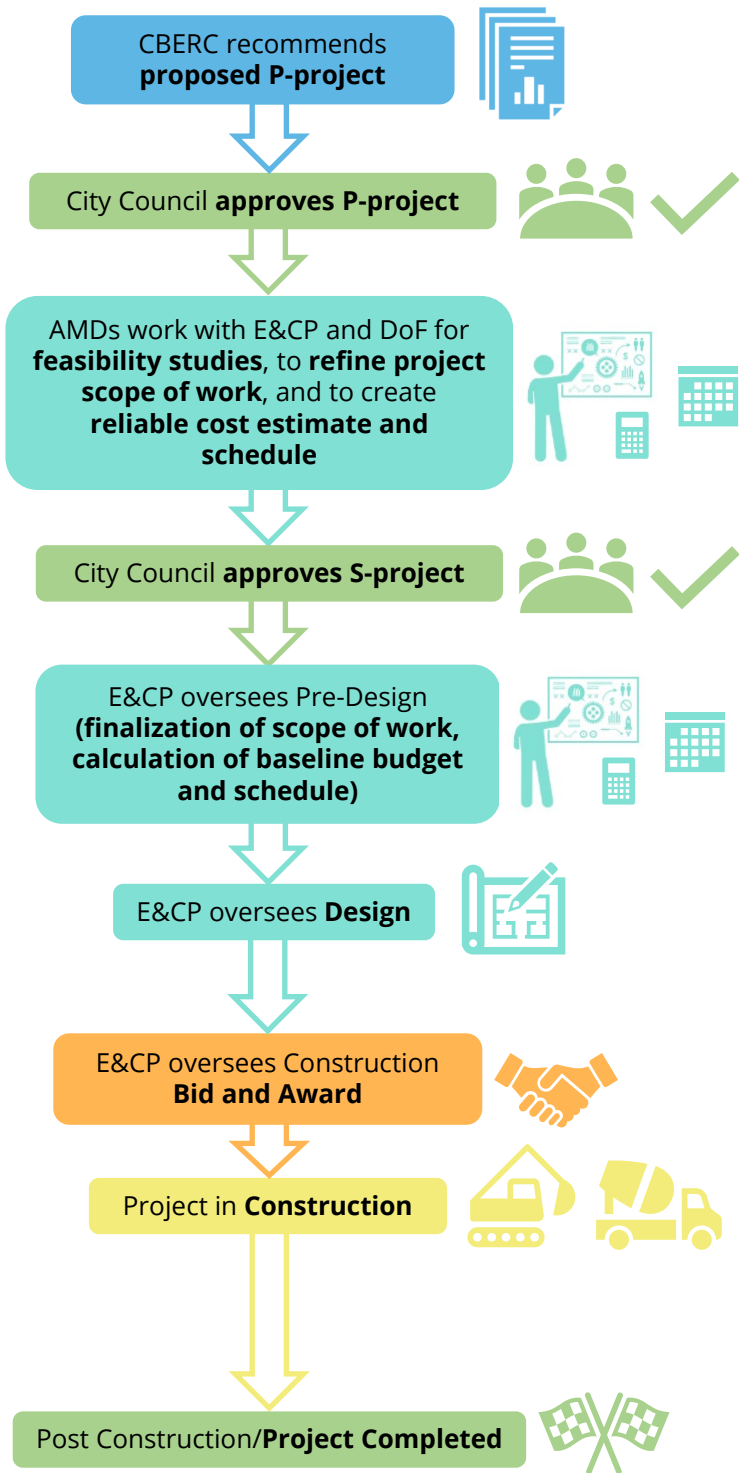 CBERC recommends
proposed P-project
City Council approves P-project
AMDs work with E&CP and DoF for
feasibility studies, to refine project
scope of work, and to create
reliable cost estimate and
schedule
City Council approves S-project
E&CP oversees Pre-Design
(finalization of scope of work,
calculation of baseline budget
and schedule)
E&CP oversees Design
E&CP oversees Construction
Bid and Award
Project in Construction
Post Construction/Project Completed